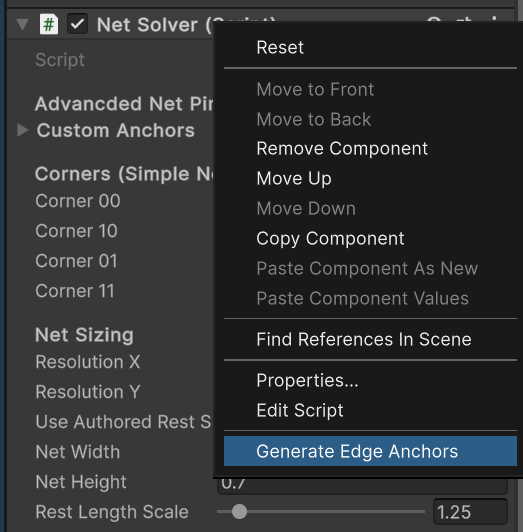 # Net Solver (Script)
Reset
Script
Move to Front
Advancded Net Pin
Move to Back
Custom Anchors
Remove Component
Corners (Simple Ne
Move Up
Corner 00
Move Down
Corner 10
Copy Component
Corner 01
Paste Component As New
Corner 11
Paste Component Values
Net Sizing
Find References In Scene
Resolution X
Properties...
Resolution Y
Edit Script
Use Authored Rest S
Net Width
Generate Edge Anchors
Net Height 0.7
Rest Length Scale 1.25